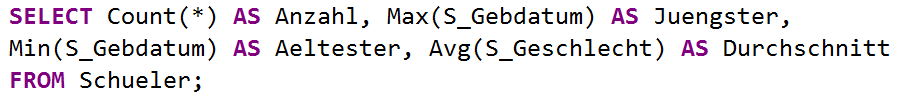 SELECT Count(*) AS Anzahl, Max(S_Gebdatum) AS Juengster,
Min(S_Gebdatum) AS Aeltester, Avg(S_Geschlecht) AS Durchschnitt
FROM Schueler;